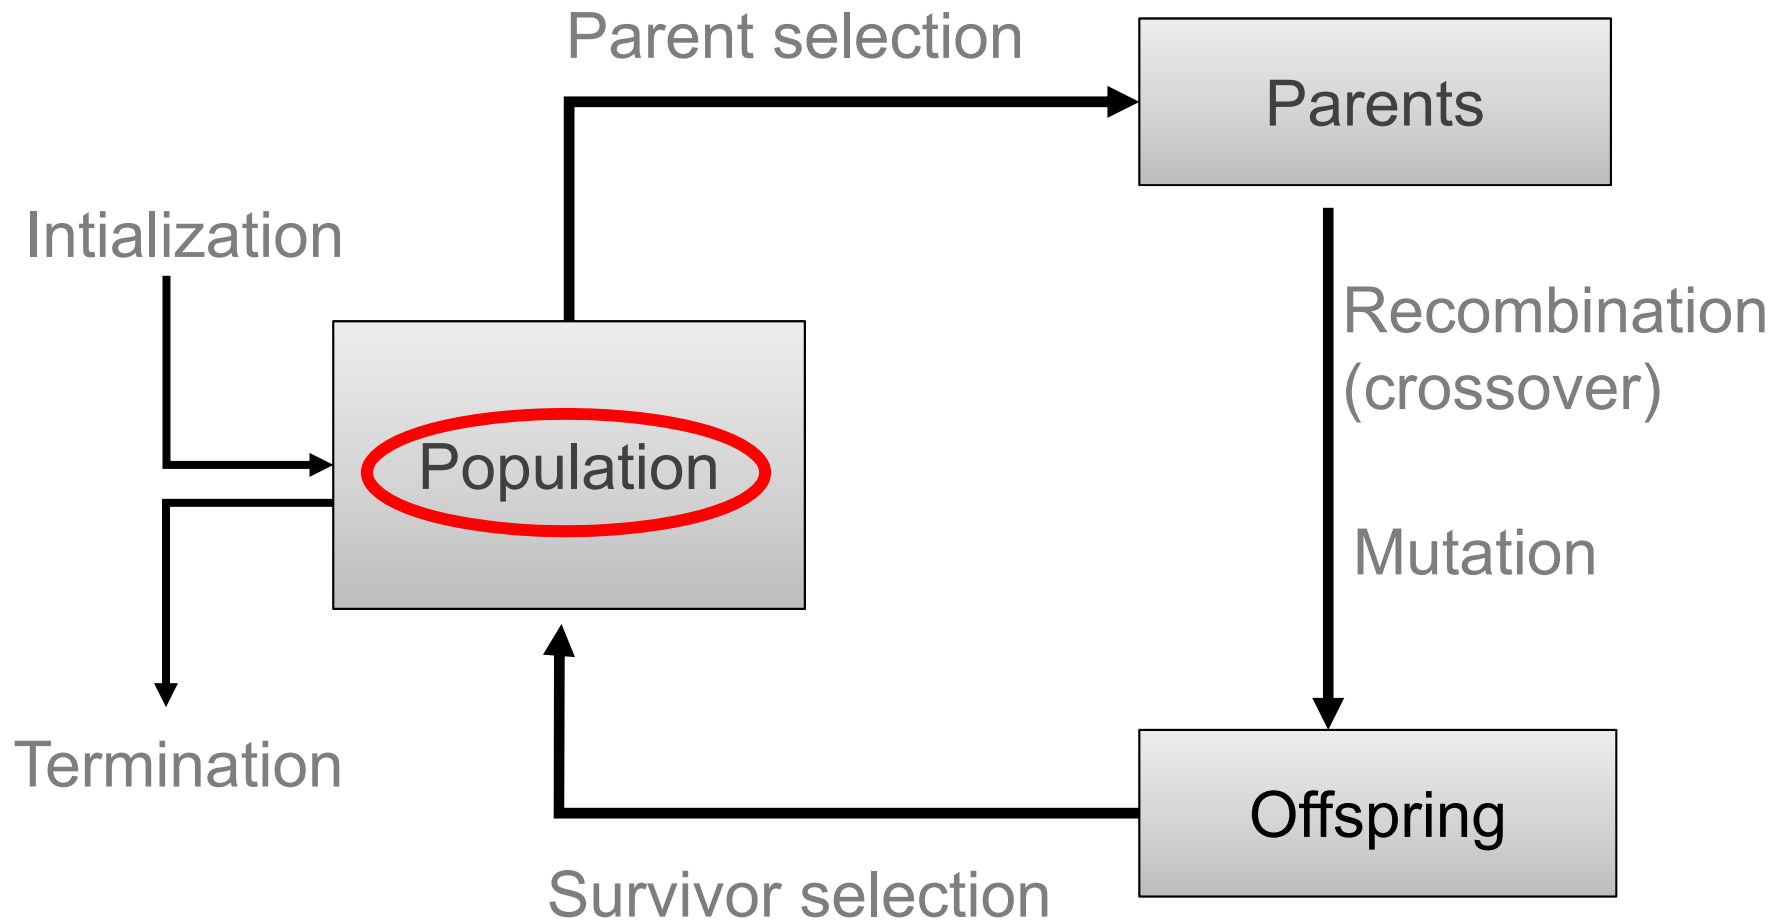 Parent selection
Parents
Intialization
Recombination
(crossover)
Population
Mutation
Termination
Offspring
Survivor selection